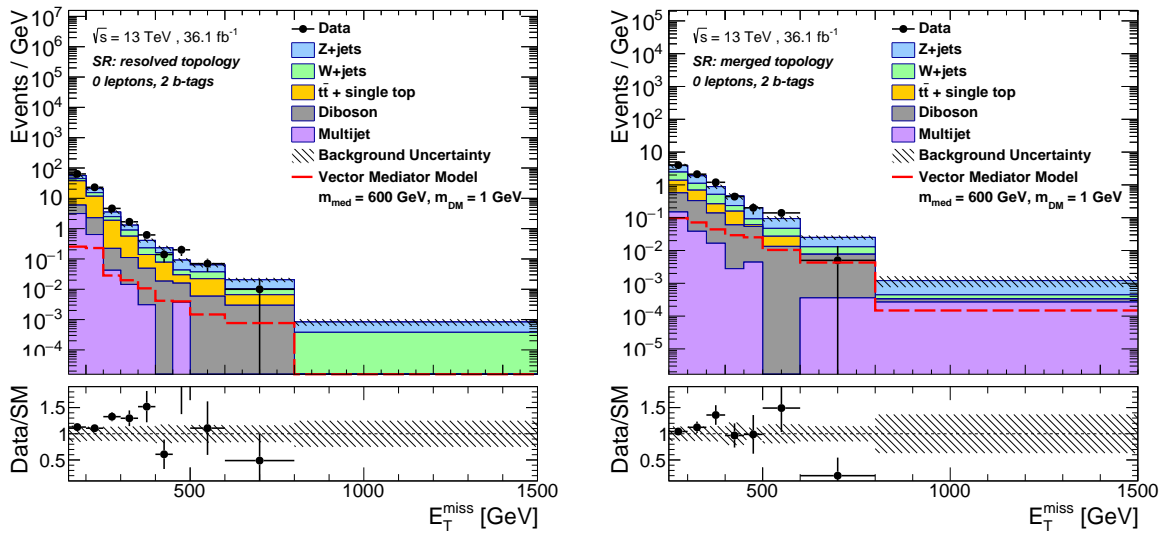 Events / GeV
10⁷
10⁶
10⁵
10⁴
10³
10²
10
1
10⁻¹
10⁻²
10⁻³
10⁻⁴
√s = 13 TeV , 36.1 fb⁻¹
SR: resolved topology
0 leptons, 2 b-tags
Data
Z+jets
W+jets
tt̄ + single top
Diboson
Multijet
Background Uncertainty
Vector Mediator Model
m_med = 600 GeV, m_DM = 1 GeV
Data/SM
1.5
1
0.5
500 1000 1500
E_T^miss [GeV]
Events / GeV
10⁵
10⁴
10³
10²
10
1
10⁻¹
10⁻²
10⁻³
10⁻⁴
10⁻⁵
√s = 13 TeV , 36.1 fb⁻¹
SR: merged topology
0 leptons, 2 b-tags
Data
Z+jets
W+jets
tt̄ + single top
Diboson
Multijet
Background Uncertainty
Vector Mediator Model
m_med = 600 GeV, m_DM = 1 GeV
Data/SM
1.5
1
0.5
500 1000 1500
E_T^miss [GeV]